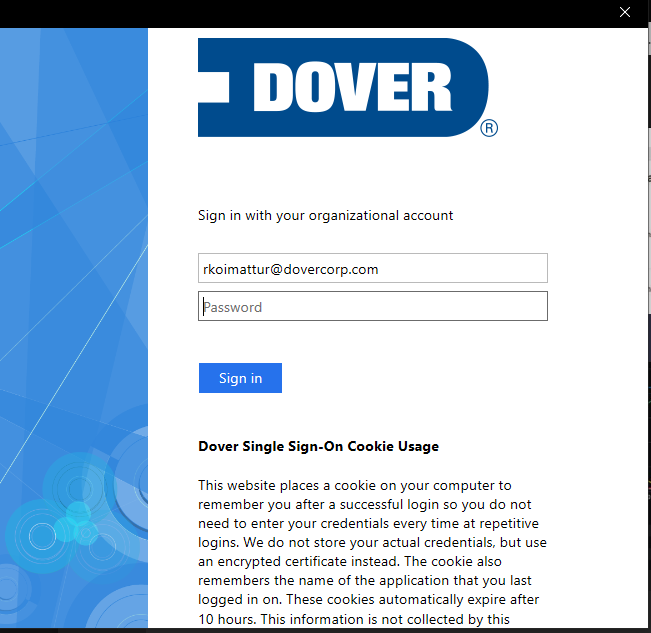 DOVER
®
Sign in with your organizational account
rkoimattur@dovercorp.com
Password
Sign in
Dover Single Sign-On Cookie Usage
This website places a cookie on your computer to
remember you after a successful login so you do not
need to enter your credentials every time at repetitive
logins. We do not store your actual credentials, but use
an encrypted certificate instead. The cookie also
remembers the name of the application that you last
logged in on. These cookies automatically expire after
10 hours. This information is not collected by this